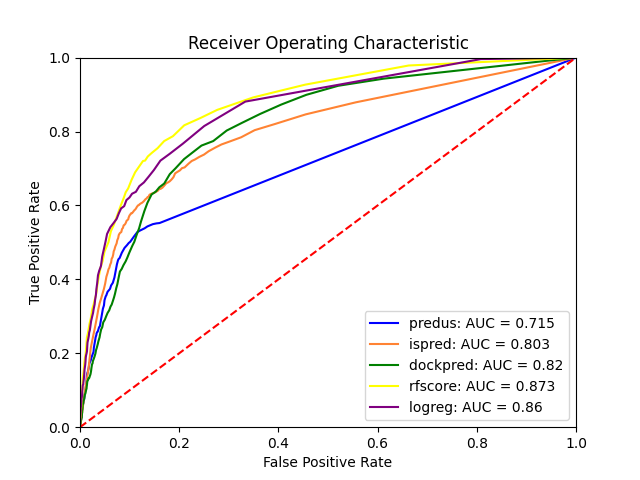 Receiver Operating Characteristic
True Positive Rate
1.0
0.8
0.6
0.4
0.2
0.0
predus: AUC = 0.715
ispred: AUC = 0.803
dockpred: AUC = 0.82
rfscore: AUC = 0.873
logreg: AUC = 0.86
0.0 0.2 0.4 0.6 0.8 1.0
False Positive Rate